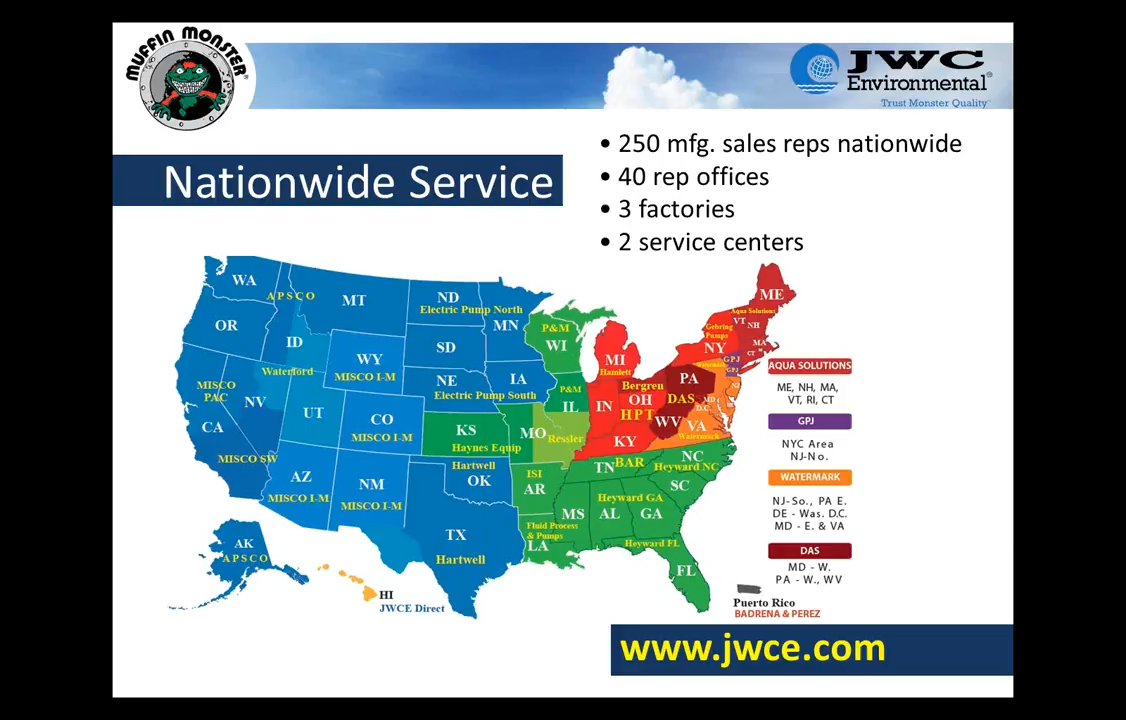 MUFFIN MONSTER®
JWC
Environmental®
Trust Monster Quality™
Nationwide Service
• 250 mfg. sales reps nationwide
• 40 rep offices
• 3 factories
• 2 service centers
WA
APSCO
MT
ND
Electric Pump North
MN
OR
ID
SD
WY
MISCO I-M
Waterford
NE
IA
Electric Pump South
MISCO
PAC
NV
UT
CO
MISCO I-M
CA
MISCO SW
AZ
MISCO I-M
NM
MISCO I-M
KS
Haynes Equip
MO
Ressler
Hartwell
OK
TX
Hartwell
P&M
WI
P&M
IL
ISI
AR
Fluid Process
& Pumps
LA
MI
Hamlett
IN
Bergren
OH
HPT
KY
TN
BAR
NC
Heyward NC
SC
Heyward GA
MS
AL
GA
Heyward FL
FL
PA
DAS
WV
MD
D.C.
VA
Watermark
NJ
ME
Aqua Solutions
VT
NH
MA
CT
Gehring
Pumps
NY
GPJ
GPJ
AK
APSCO
HI
JWCE Direct
AQUA SOLUTIONS
ME, NH, MA,
VT, RI, CT
GPJ
NYC Area
NJ-No.
WATERMARK
NJ-So., PA E.
DE - Was. D.C.
MD - E. & VA
DAS
MD - W.
PA - W., WV
Puerto Rico
BADRENA & PEREZ
www.jwce.com